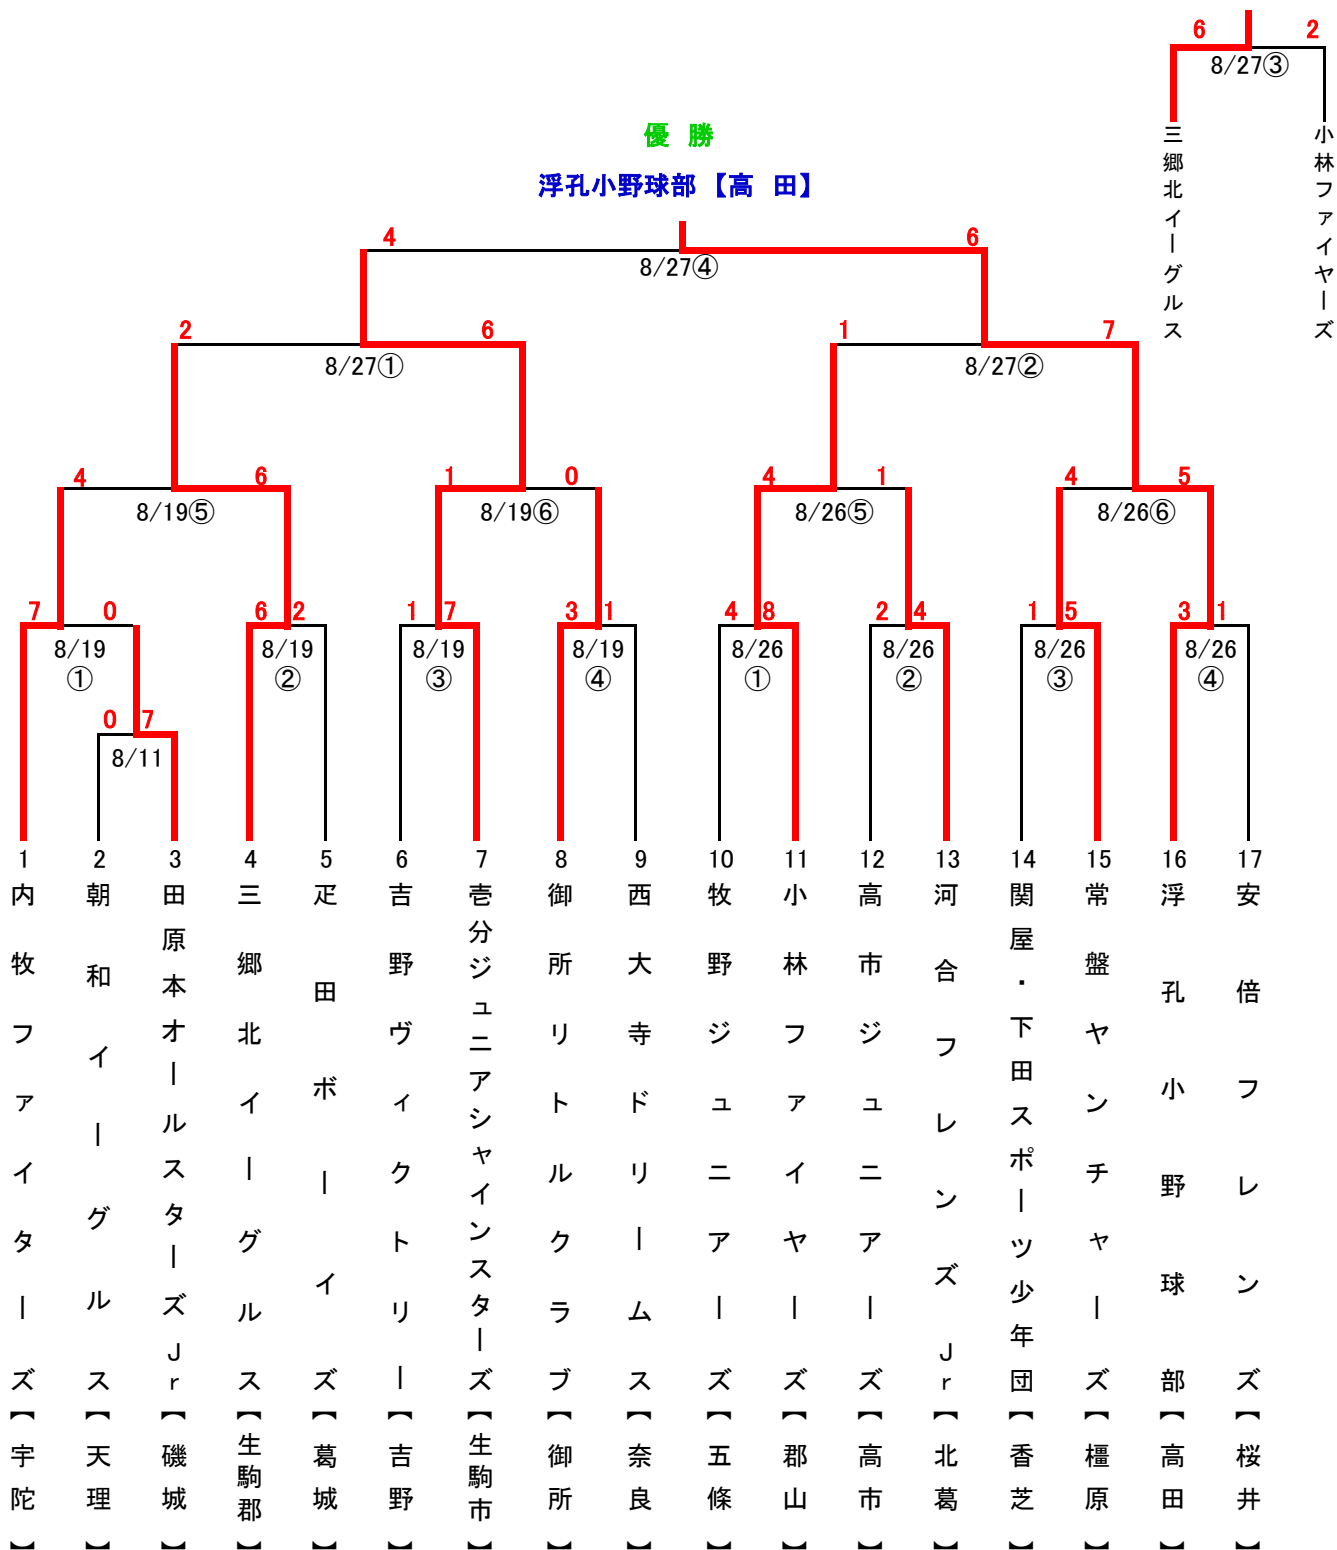 6 2
8/27③
三郷北イーグルス
小林ファイヤーズ
優 勝
浮孔小野球部【高 田】
4 6
8/27④
2 6 1 7
8/27① 8/27②
4 6 1 0 4 1 4 5
8/19⑤ 8/19⑥ 8/26⑤ 8/26⑥
7 0 6 2 1 7 3 1 4 8 2 4 1 5 3 1
8/19 8/19 8/19 8/19 8/26 8/26 8/26 8/26
① ② ③ ④ ① ② ③ ④
0 7
8/11
1 2 3 4 5 6 7 8 9 10 11 12 13 14 15 16 17
内牧ファイターズ【宇陀】
朝和イーグルス【天理】
田原本オールスターズJr【磯城】
三郷北イーグルス【生駒郡】
疋田ボーイズ【葛城】
吉野ヴィクトリー【吉野】
壱分ジュニアシャインスターズ【生駒市】
御所リトルクラブ【御所】
西大寺ドリームス【奈良】
牧野ジュニアーズ【五條】
小林ファイヤーズ【郡山】
高市ジュニアーズ【高市】
河合フレンズJr【北葛】
関屋・下田スポーツ少年団【香芝】
常盤ヤンチャーズ【橿原】
浮孔小野球部【高田】
安倍フレンズ【桜井】